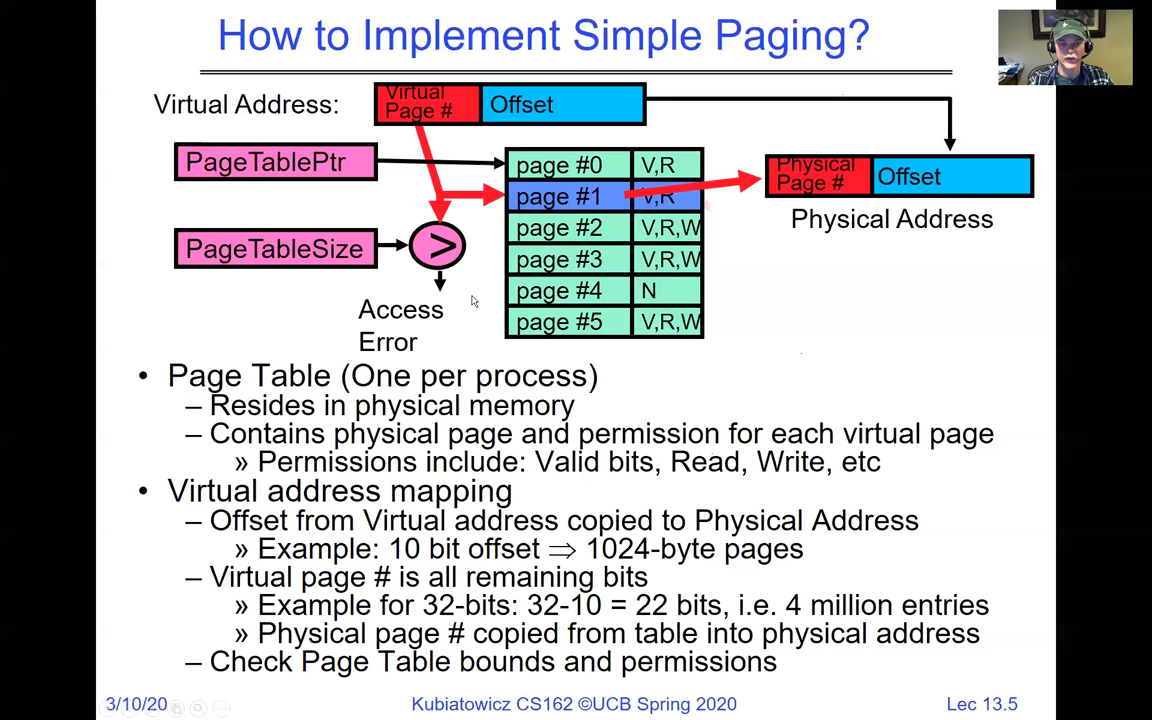 How to Implement Simple Paging?
Virtual Address:
Virtual
Page #
Offset
PageTablePtr
page #0 V,R
page #1 V,R
page #2 V,R,W
page #3 V,R,W
page #4 N
page #5 V,R,W
Physical
Page #
Offset
Physical Address
PageTableSize
>
Access
Error
• Page Table (One per process)
– Resides in physical memory
– Contains physical page and permission for each virtual page
» Permissions include: Valid bits, Read, Write, etc
• Virtual address mapping
– Offset from Virtual address copied to Physical Address
» Example: 10 bit offset ⇒ 1024-byte pages
– Virtual page # is all remaining bits
» Example for 32-bits: 32-10 = 22 bits, i.e. 4 million entries
» Physical page # copied from table into physical address
– Check Page Table bounds and permissions
3/10/20
Kubiatowicz CS162 ©UCB Spring 2020
Lec 13.5